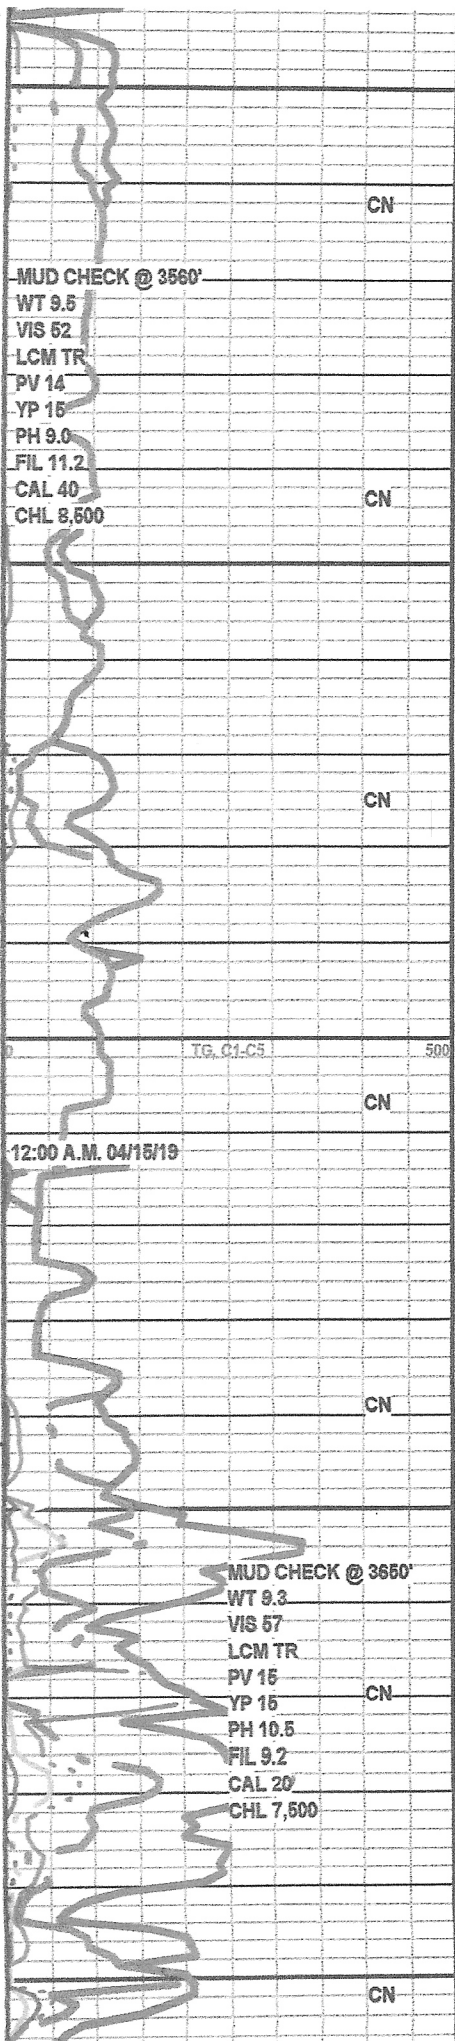 CN
MUD CHECK @ 3560'
WT 9.5
VIS 52
LCM TR
PV 14
YP 15
PH 9.0
FIL 11.2
CAL 40
CHL 8,500
CN
CN
0 TG, C1-C5 500
CN
12:00 A.M. 04/15/19
CN
MUD CHECK @ 3650'
WT 9.3
VIS 57
LCM TR
PV 15
CN
YP 15
PH 10.5
FIL 9.2
CAL 20
CHL 7,500
CN